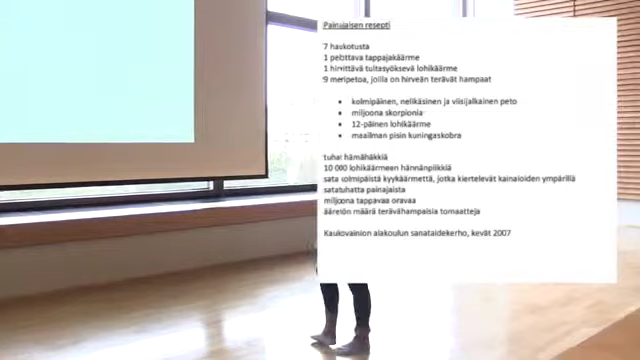 Painajaisen resepti
7 haukotusta
1 pelottava tappajakäärme
1 hirvittävä tultasyöksevä lohikäärme
9 meripetoa, joilla on hirveän terävät hampaat
• kolmipäinen, nelikäsinen ja viisijalkainen peto
• miljoona skorpionia
• 12-päinen lohikäärme
• maailman pisin kuningaskobra
tuhat hämähäkkiä
10 000 lohikäärmeen hännänpiikkiä
sata kolmipäistä kyykäärmettä, jotka kiertelevät kainaloiden ympärillä
satatuhatta painajaista
miljoona tappavaa oravaa
ääretön määrä terävähampaisia tomaatteja
Kaukovainion alakoulun sanataidekerho, kevät 2007